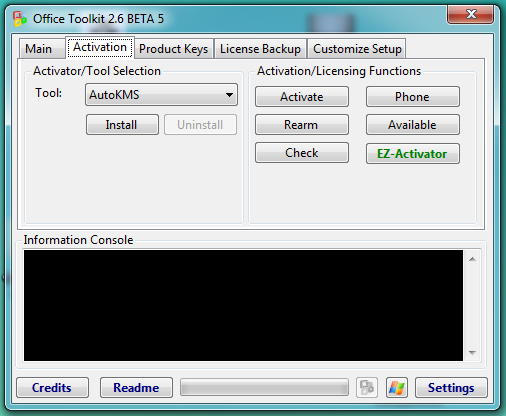 Office Toolkit 2.6 BETA 5
x
Main Activation Product Keys License Backup Customize Setup
Activator/Tool Selection
Tool: AutoKMS
Install Uninstall
Activation/Licensing Functions
Activate Phone
Rearm Available
Check EZ-Activator
Information Console
Credits Readme Settings